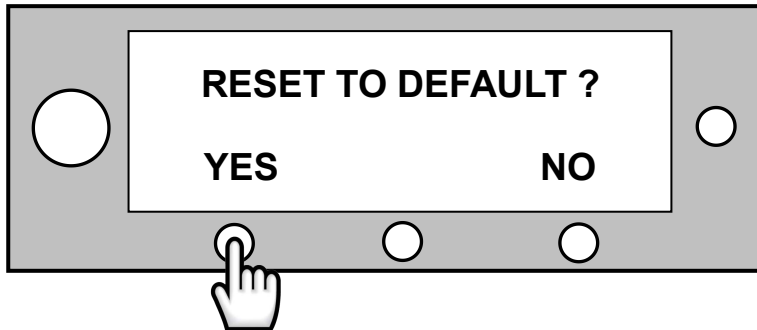 RESET TO DEFAULT ?
YES NO